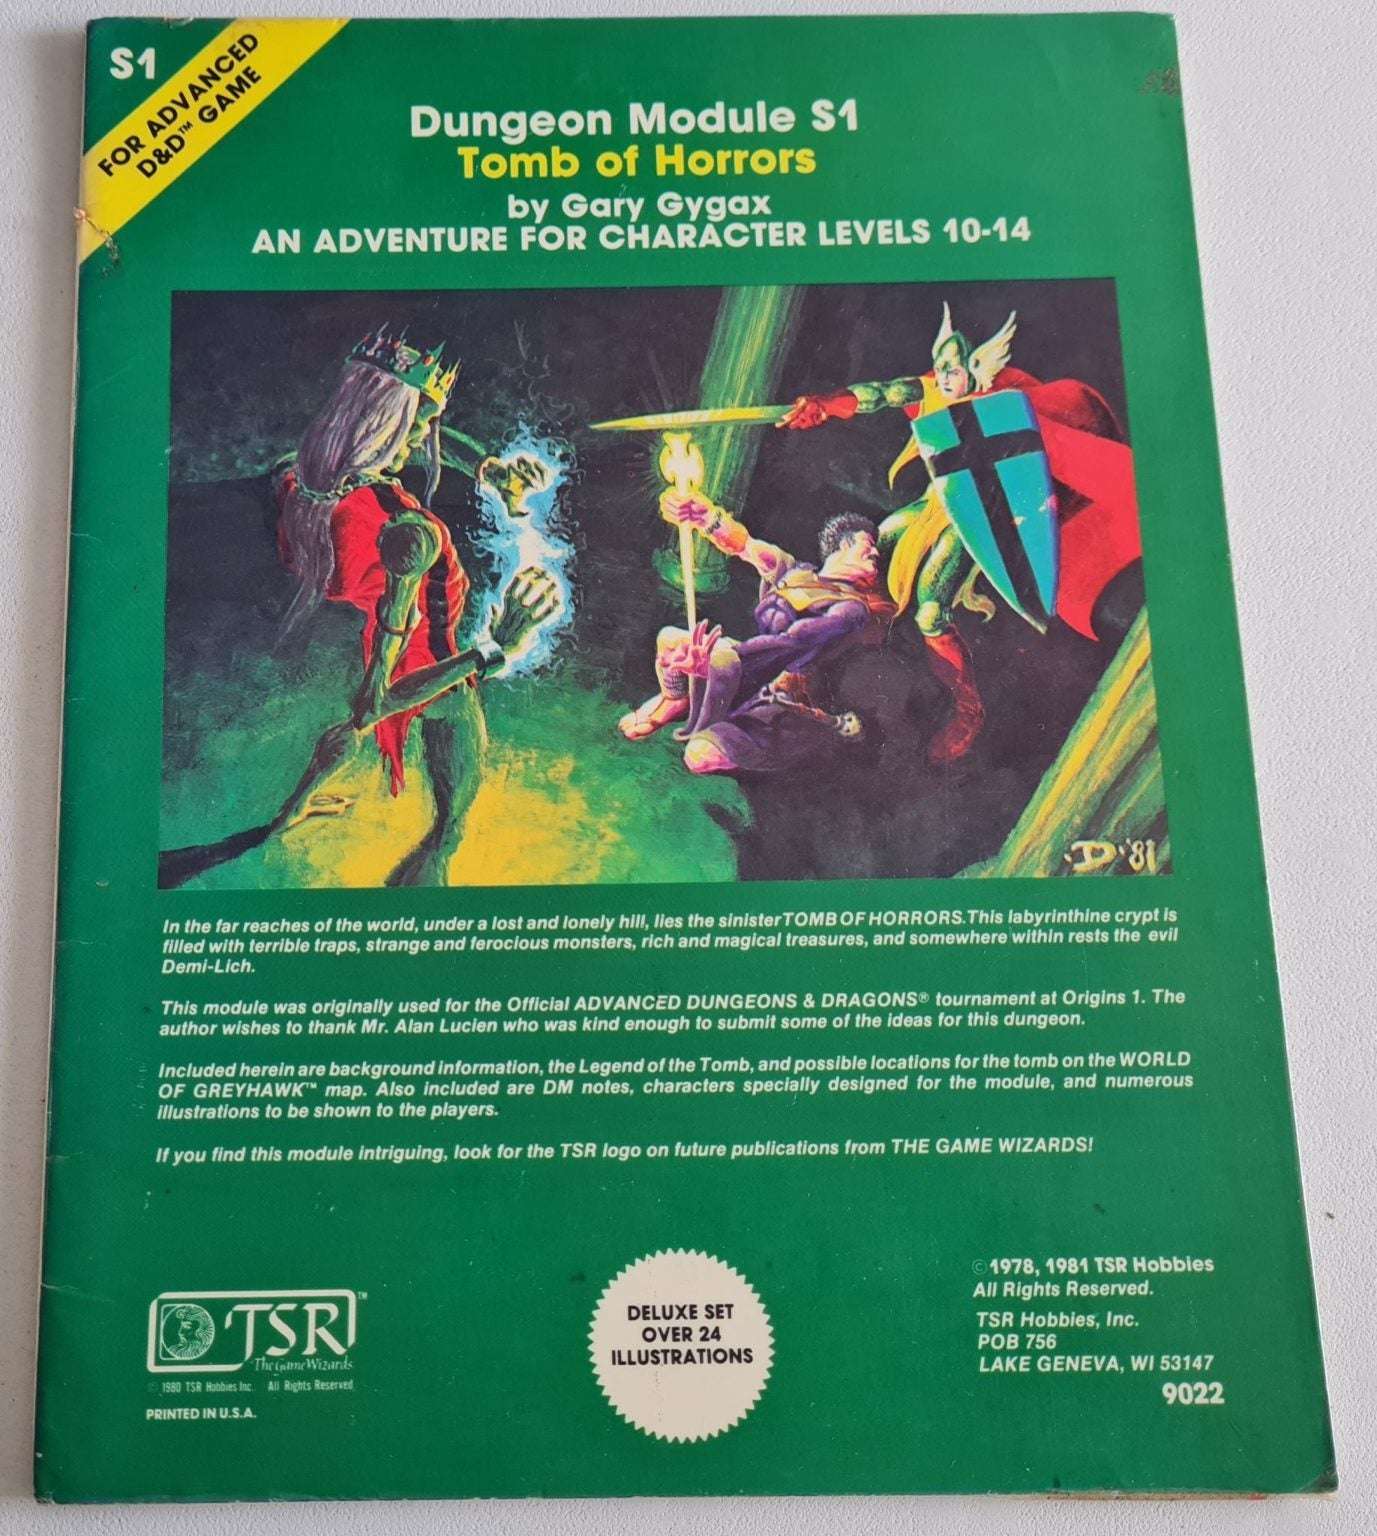 S1
FOR ADVANCED
D&D™ GAME
Dungeon Module S1
Tomb of Horrors
by Gary Gygax
AN ADVENTURE FOR CHARACTER LEVELS 10-14
·D·'81
In the far reaches of the world, under a lost and lonely hill, lies the sinister TOMB OF HORRORS. This labyrinthine crypt is
filled with terrible traps, strange and ferocious monsters, rich and magical treasures, and somewhere within rests the evil
Demi-Lich.
This module was originally used for the Official ADVANCED DUNGEONS & DRAGONS® tournament at Origins 1. The
author wishes to thank Mr. Alan Lucien who was kind enough to submit some of the ideas for this dungeon.
Included herein are background information, the Legend of the Tomb, and possible locations for the tomb on the WORLD
OF GREYHAWK™ map. Also included are DM notes, characters specially designed for the module, and numerous
illustrations to be shown to the players.
If you find this module intriguing, look for the TSR logo on future publications from THE GAME WIZARDS!
TSR™
The Game Wizards
© 1980 TSR Hobbies Inc. All Rights Reserved
PRINTED IN U.S.A.
DELUXE SET
OVER 24
ILLUSTRATIONS
© 1978, 1981 TSR Hobbies
All Rights Reserved.
TSR Hobbies, Inc.
POB 756
LAKE GENEVA, WI 53147
9022